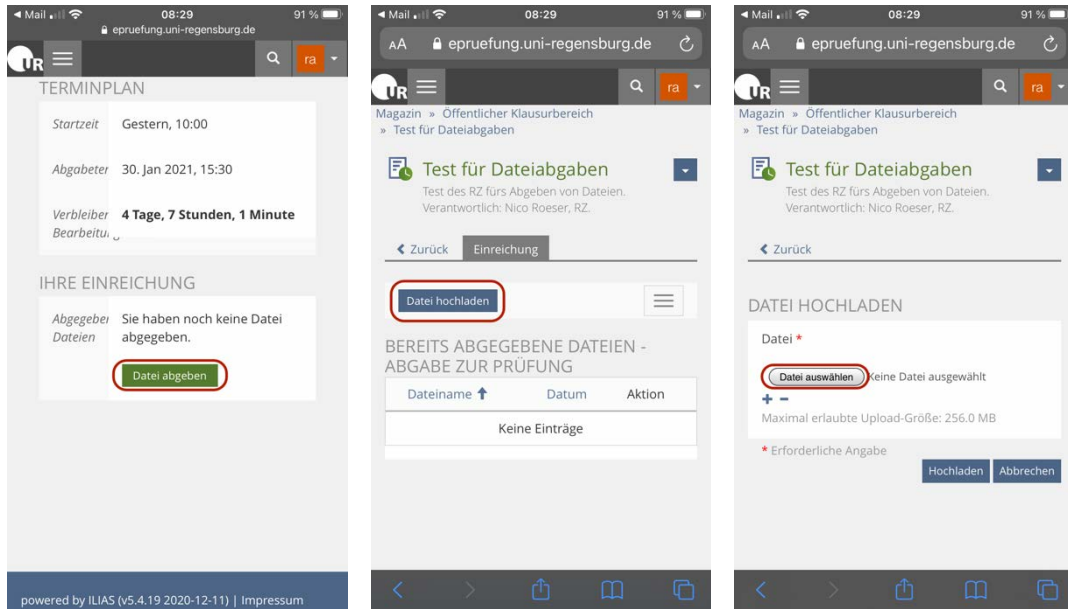 Mail
08:29
91 %
epruefung.uni-regensburg.de
UR
ra
TERMINPLAN
Startzeit Gestern, 10:00
Abgabeter 30. Jan 2021, 15:30
Verbleiber 4 Tage, 7 Stunden, 1 Minute
IHRE EINREICHUNG
Abgegeber Sie haben noch keine Datei
Dateien abgegeben.
Datei abgeben
powered by ILIAS (v5.4.19 2020-12-11) | Impressum
Mail
08:29
91 %
AA epruefung.uni-regensburg.de
UR
ra
Magazin » Öffentlicher Klausurbereich
» Test für Dateiabgaben
Test für Dateiabgaben
Test des RZ fürs Abgeben von Dateien.
Verantwortlich: Nico Roeser, RZ.
Zurück Einreichung
Datei hochladen
BEREITS ABGEGEBENE DATEIEN -
ABGABE ZUR PRÜFUNG
Dateiname Datum Aktion
Keine Einträge
Mail
08:29
91 %
AA epruefung.uni-regensburg.de
UR
ra
Magazin » Öffentlicher Klausurbereich
» Test für Dateiabgaben
Test für Dateiabgaben
Test des RZ fürs Abgeben von Dateien.
Verantwortlich: Nico Roeser, RZ.
Zurück
DATEI HOCHLADEN
Datei *
Datei auswählen Keine Datei ausgewählt
+ −
Maximal erlaubte Upload-Größe: 256.0 MB
* Erforderliche Angabe
Hochladen Abbrechen